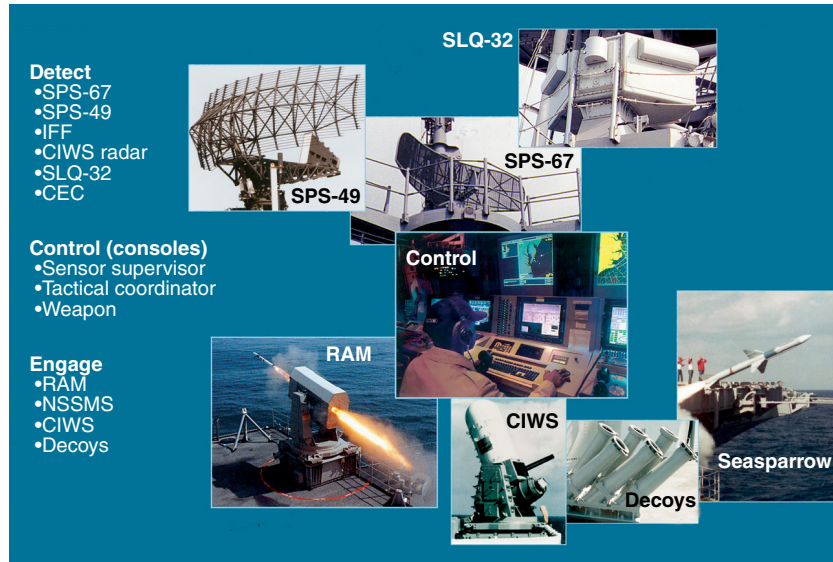 Detect
•SPS-67
•SPS-49
•IFF
•CIWS radar
•SLQ-32
•CEC
Control (consoles)
•Sensor supervisor
•Tactical coordinator
•Weapon
Engage
•RAM
•NSSMS
•CIWS
•Decoys
SLQ-32
SPS-49
SPS-67
Control
RAM
CIWS
Decoys
Seasparrow